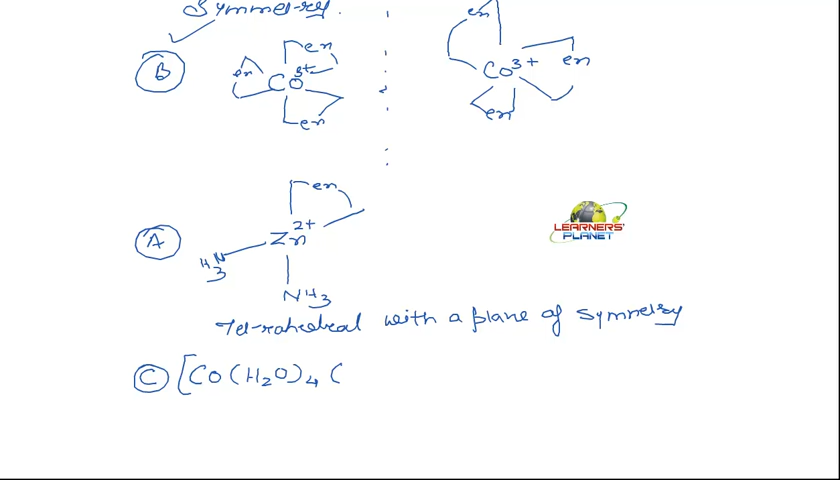 Symmetry.
B
en
en
en
Co3+
en
en
en
Co3+
A
en
Zn2+
H3N
NH3
LEARNERS'
PLANET
Tetrahedral with a plane of symmetry
C [Co(H2O)4 (